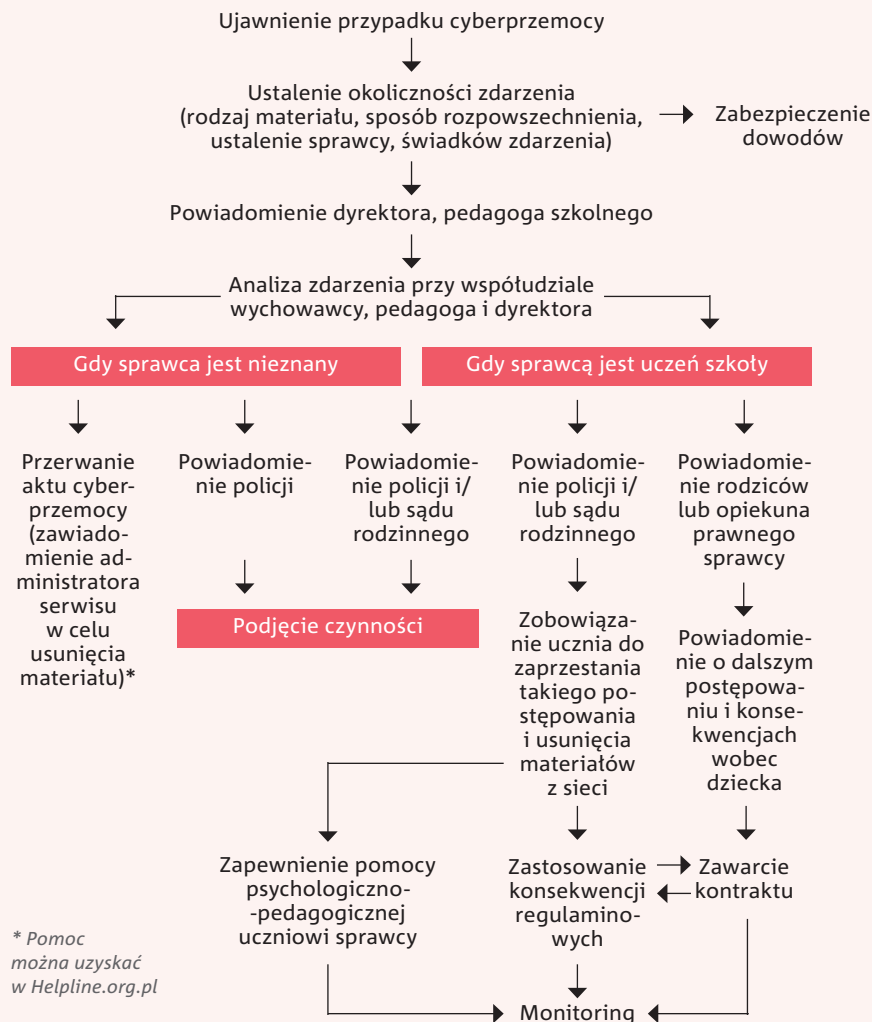 Ujawnienie przypadku cyberprzemocy
Ustalenie okoliczności zdarzenia
(rodzaj materiału, sposób rozpowszechnienia,
ustalenie sprawcy, świadków zdarzenia)
Zabezpieczenie
dowodów
Powiadomienie dyrektora, pedagoga szkolnego
Analiza zdarzenia przy współudziale
wychowawcy, pedagoga i dyrektora
Gdy sprawca jest nieznany
Gdy sprawcą jest uczeń szkoły
Przerwanie
aktu cyber-
przemocy
(zawiado-
mienie ad-
ministratora
serwisu
w celu
usunięcia
materiału)*
Powiadomie-
nie policji
Powiadomie-
nie policji i/
lub sądu
rodzinnego
Podjęcie czynności
Powiadomie-
nie policji i/
lub sądu
rodzinnego
Zobowiąza-
nie ucznia do
zaprzestania
takiego po-
stępowania
i usunięcia
materiałów
z sieci
Powiadomie-
nie rodziców
lub opiekuna
prawnego
sprawcy
Powiadomie-
nie o dalszym
postępowa-
niu i konse-
kwencjach
wobec
dziecka
Zapewnienie pomocy
psychologiczno-
-pedagogicznej
uczniowi sprawcy
Zastosowanie
konsekwencji
regulamino-
wych
Zawarcie
kontraktu
* Pomoc
można uzyskać
w Helpline.org.pl
Monitoring